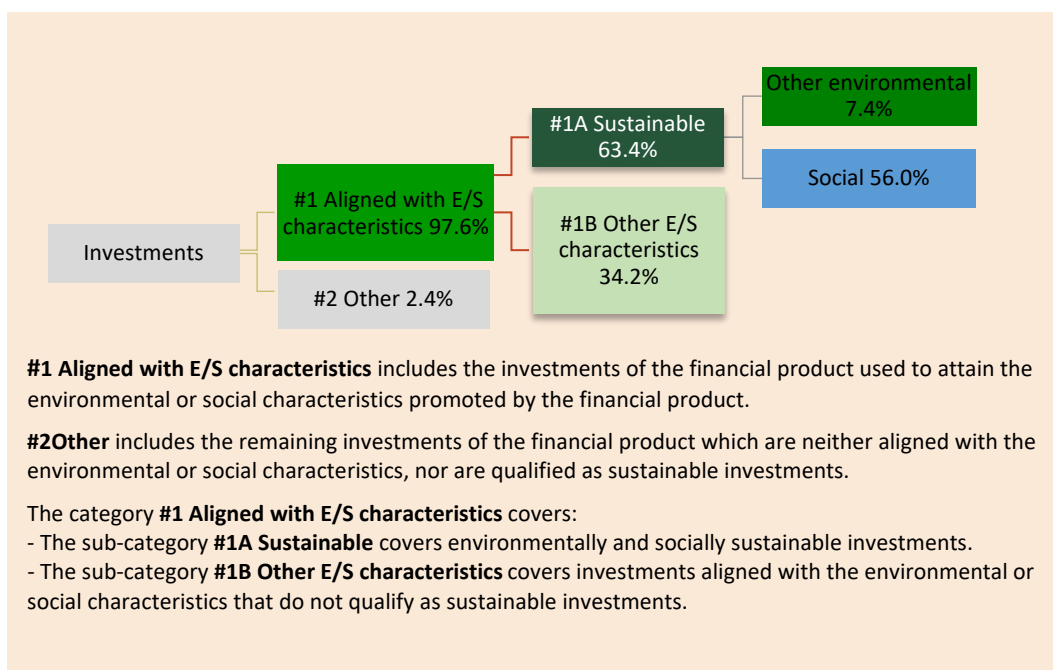 Other environmental
7.4%
#1A Sustainable
63.4%
Social 56.0%
#1 Aligned with E/S
characteristics 97.6%
#1B Other E/S
characteristics
34.2%
Investments
#2 Other 2.4%
#1 Aligned with E/S characteristics includes the investments of the financial product used to attain the
environmental or social characteristics promoted by the financial product.
#2Other includes the remaining investments of the financial product which are neither aligned with the
environmental or social characteristics, nor are qualified as sustainable investments.
The category #1 Aligned with E/S characteristics covers:
- The sub-category #1A Sustainable covers environmentally and socially sustainable investments.
- The sub-category #1B Other E/S characteristics covers investments aligned with the environmental or
social characteristics that do not qualify as sustainable investments.